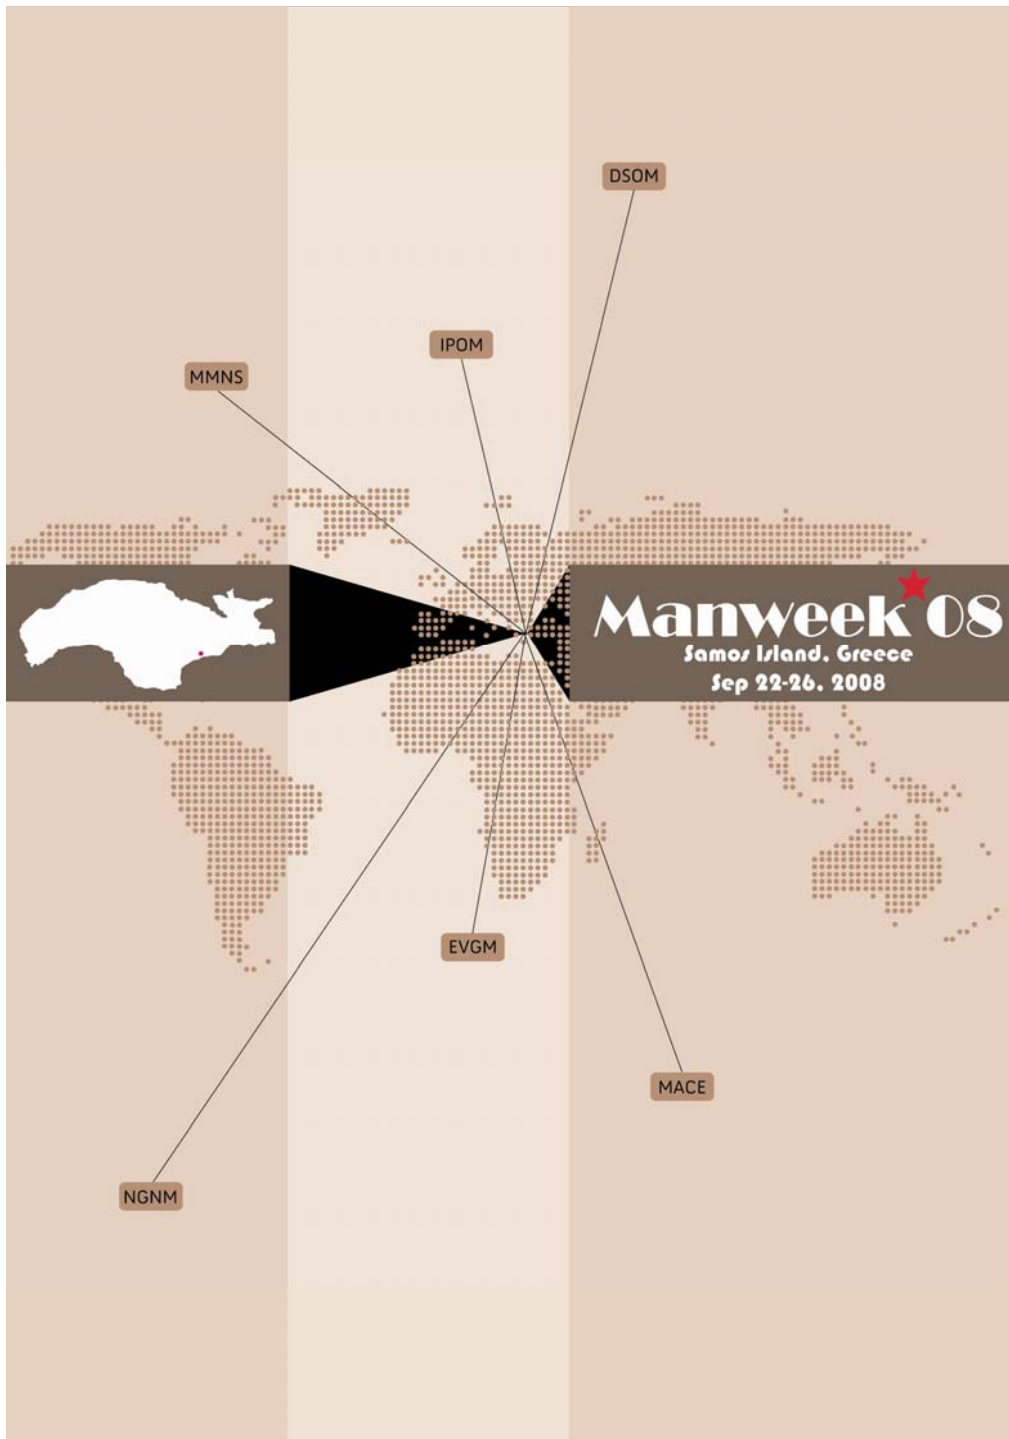 DSOM
IPOM
MMNS
Manweek 08
Samos Island, Greece
Sep 22-26, 2008
EVGM
MACE
NGNM